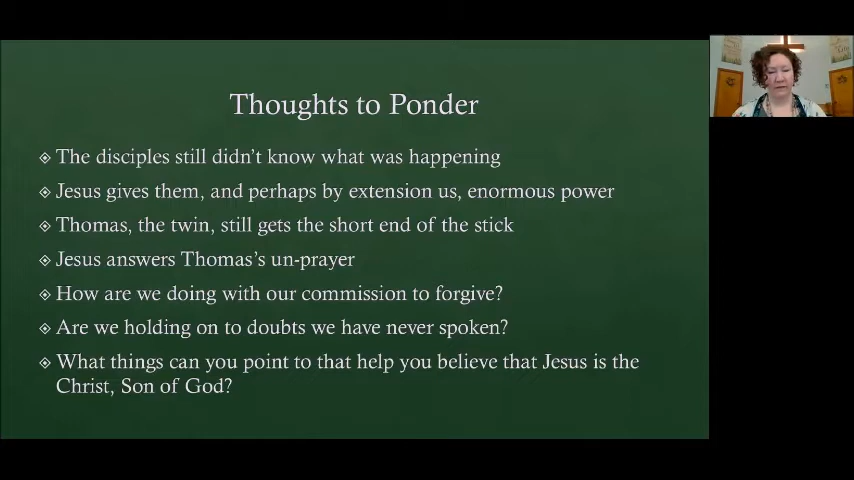 Thoughts to Ponder
The disciples still didn't know what was happening
Jesus gives them, and perhaps by extension us, enormous power
Thomas, the twin, still gets the short end of the stick
Jesus answers Thomas's un-prayer
How are we doing with our commission to forgive?
Are we holding on to doubts we have never spoken?
What things can you point to that help you believe that Jesus is the
Christ, Son of God?